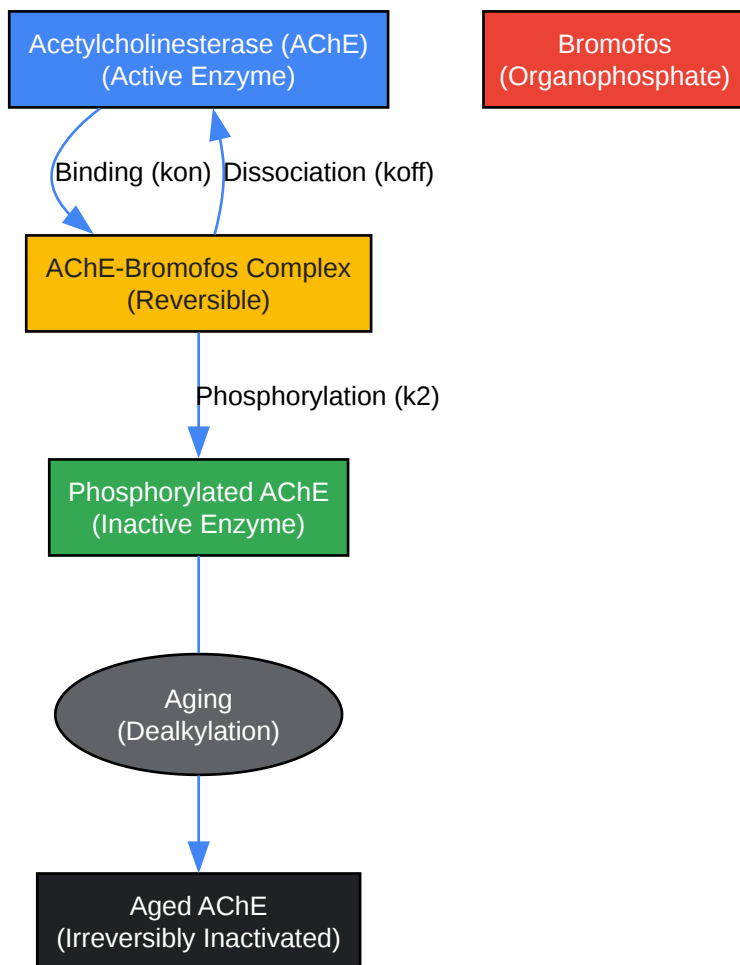 Acetylcholinesterase (AChE)
(Active Enzyme)
Bromofos
(Organophosphate)
Binding (kon)
Dissociation (koff)
AChE-Bromofos Complex
(Reversible)
Phosphorylation (k2)
Phosphorylated AChE
(Inactive Enzyme)
Aging
(Dealkylation)
Aged AChE
(Irreversibly Inactivated)